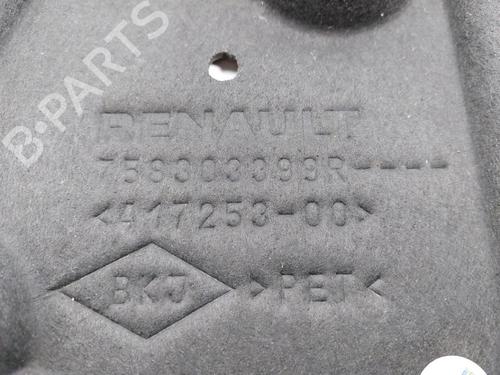 B-PARTS
RENAULT
758303399R----
<417253-00>
BKJ >PET<